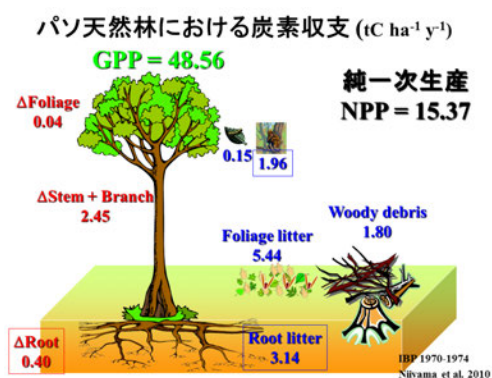 パソ天然林における炭素収支 (tC ha⁻¹ y⁻¹)
GPP = 48.56
純一次生産
NPP = 15.37
ΔFoliage
0.04
0.15
1.96
ΔStem + Branch
2.45
Foliage litter
5.44
Woody debris
1.80
ΔRoot
0.40
Root litter
3.14
IBP 1970-1974
Niiyama et al. 2010